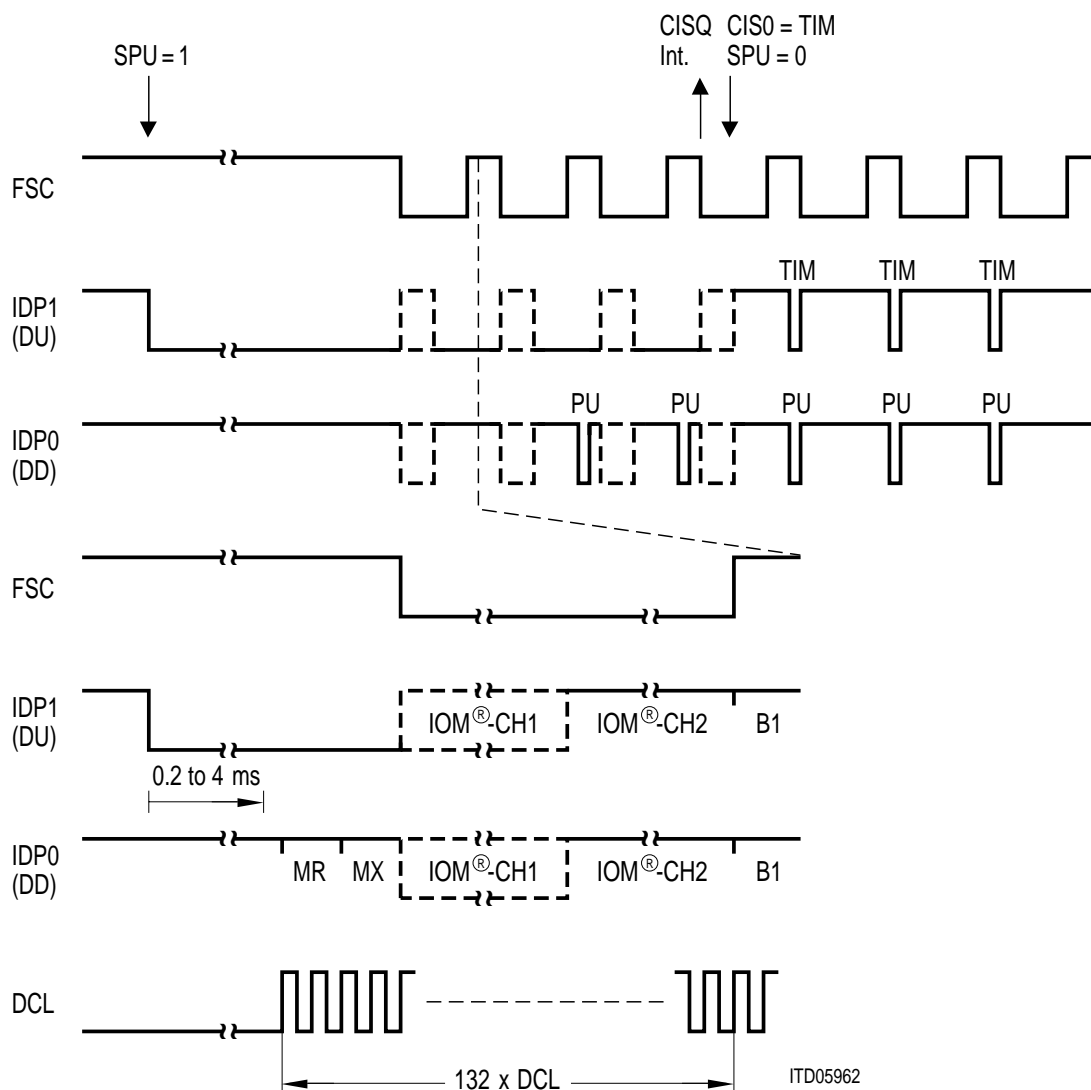 CISQ CIS0 = TIM
SPU = 1 Int. SPU = 0
FSC
TIM TIM TIM
IDP1
(DU)
PU PU PU PU PU
IDP0
(DD)
FSC
IDP1
(DU)
IOM®-CH1 IOM®-CH2 B1
0.2 to 4 ms
IDP0
(DD)
MR MX IOM®-CH1 IOM®-CH2 B1
DCL
132 x DCL
ITD05962